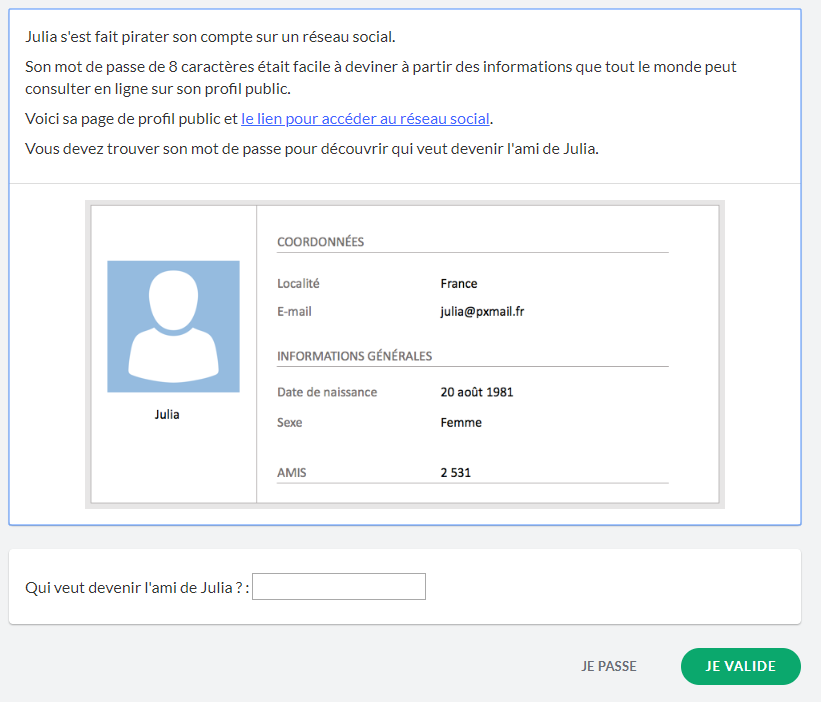 Julia s'est fait pirater son compte sur un réseau social.
Son mot de passe de 8 caractères était facile à deviner à partir des informations que tout le monde peut
consulter en ligne sur son profil public.
Voici sa page de profil public et le lien pour accéder au réseau social.
Vous devez trouver son mot de passe pour découvrir qui veut devenir l'ami de Julia.
Julia
COORDONNÉES
Localité France
E-mail julia@pxmail.fr
INFORMATIONS GÉNÉRALES
Date de naissance 20 août 1981
Sexe Femme
AMIS 2 531
Qui veut devenir l'ami de Julia ? :
JE PASSE JE VALIDE